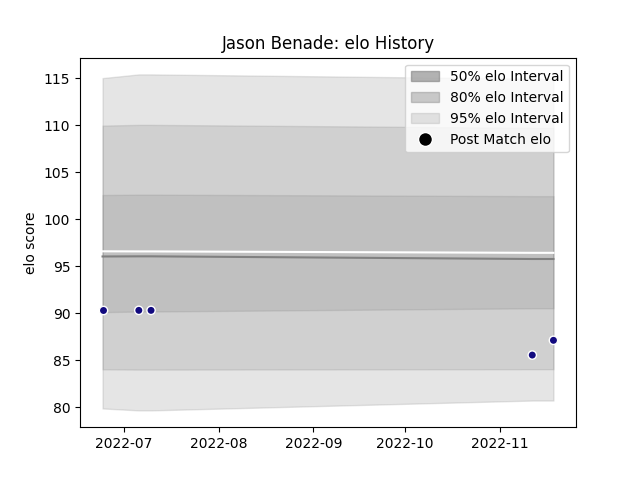 Jason Benade: elo History
115
110
105
100
95
90
85
80
elo score
50% elo Interval
80% elo Interval
95% elo Interval
Post Match elo
2022-07
2022-08
2022-09
2022-10
2022-11